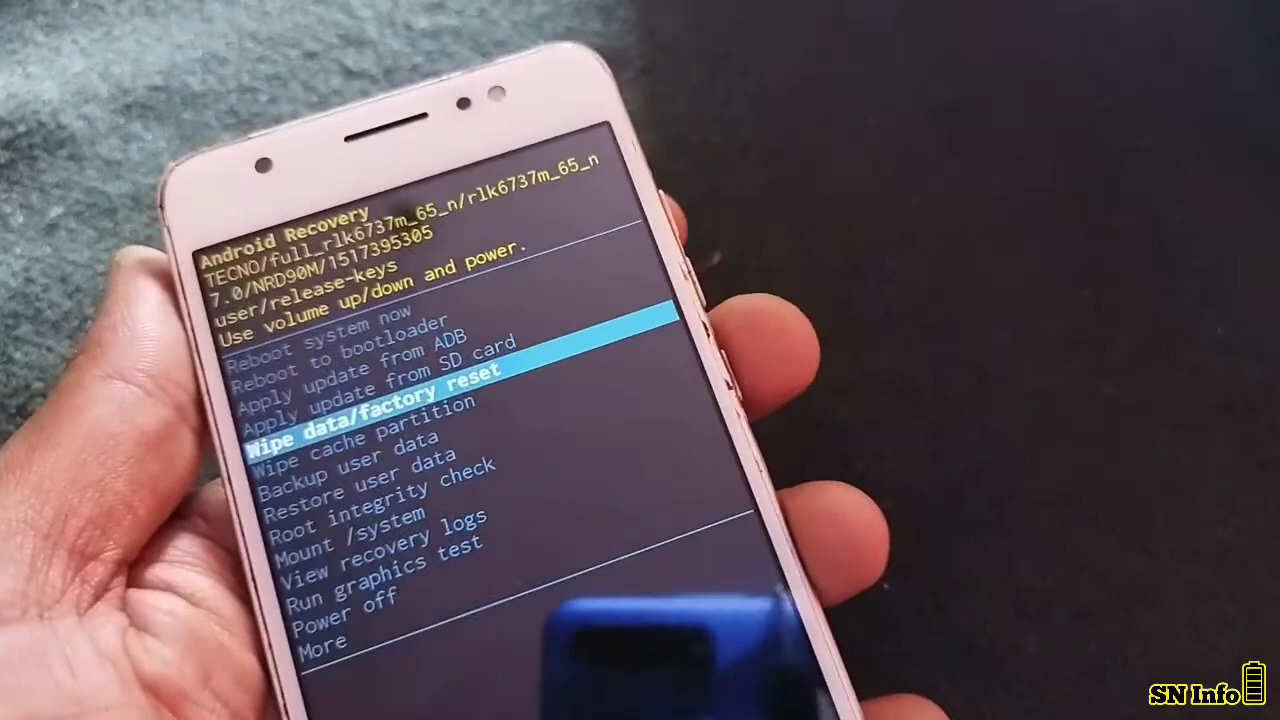 Android Recovery
TECNO/full_rlk6737m_65_n/rlk6737m_65_n
7.0/NRD90M/1517395305
user/release-keys
Use volume up/down and power.
Reboot system now
Reboot to bootloader
Apply update from ADB
Apply update from SD card
Wipe data/factory reset
Wipe cache partition
Backup user data
Restore user data
Root integrity check
Mount /system
View recovery logs
Run graphics test
Power off
More
SN Info